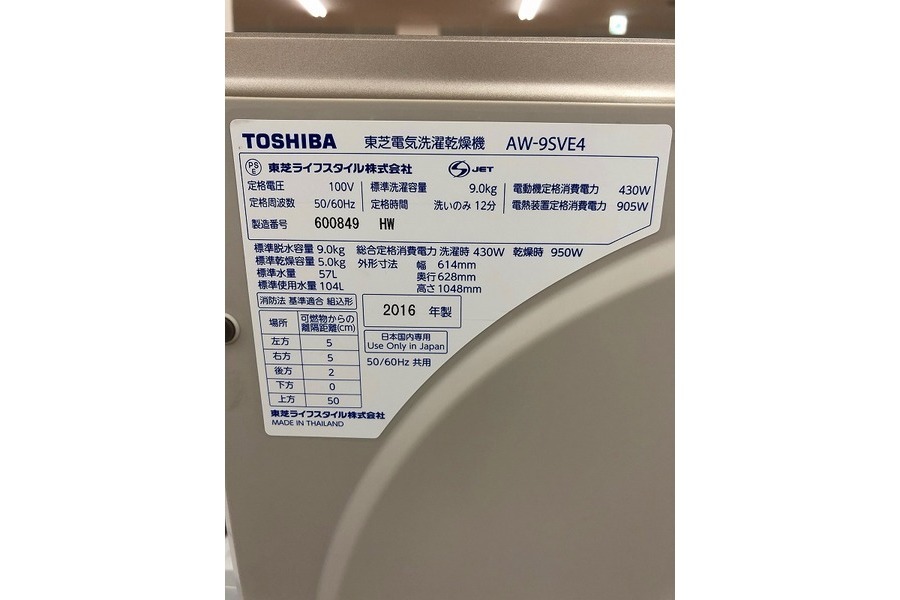 TOSHIBA 東芝電気洗濯乾燥機 AW-9SVE4
PSE 東芝ライフスタイル株式会社 S JET
定格電圧 100V 標準洗濯容量 9.0kg 電動機定格消費電力 430W
定格周波数 50/60Hz 定格時間 洗いのみ 12分 電熱装置定格消費電力 905W
製造番号 600849 HW
標準脱水容量 9.0kg 総合定格消費電力 洗濯時 430W 乾燥時 950W
標準乾燥容量 5.0kg 外形寸法 幅 614mm
標準水量 57L 奥行 628mm
標準使用水量 104L 高さ 1048mm
消防法 基準適合 組込形
2016 年製
場所 可燃物からの離隔距離(cm)
左方 5
右方 5
後方 2
下方 0
上方 50
日本国内専用
Use Only in Japan
50/60Hz 共用
東芝ライフスタイル株式会社
MADE IN THAILAND